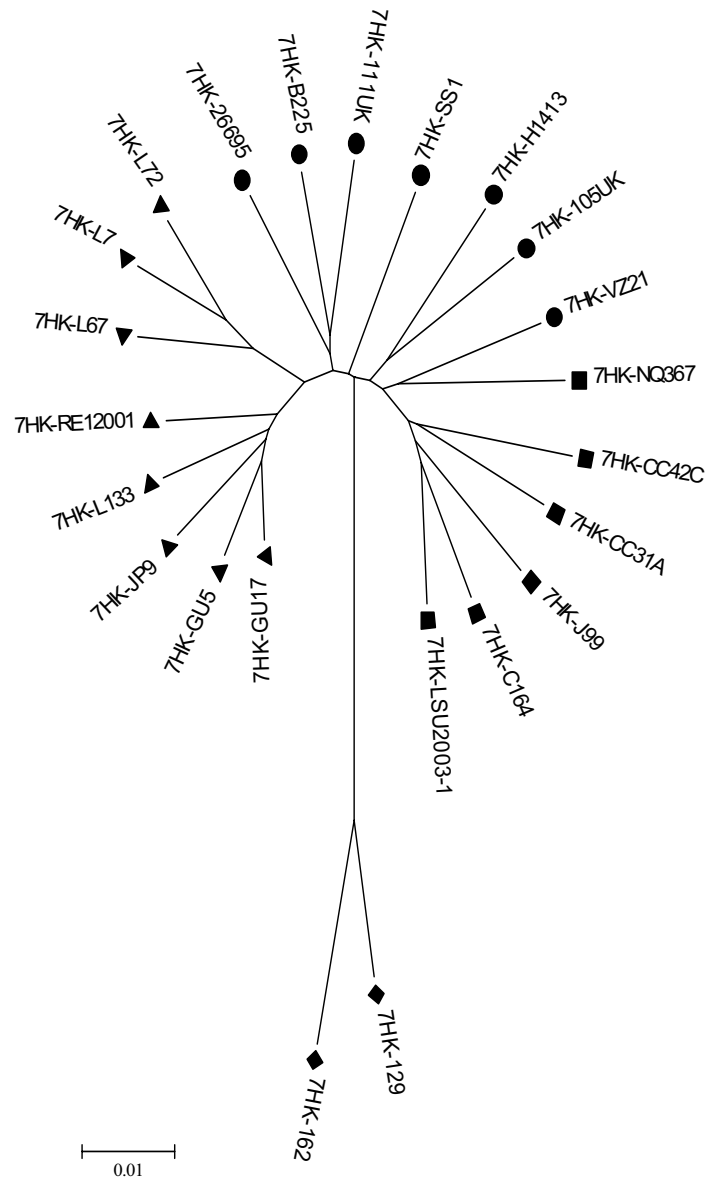 7HK-111UK
7HK-B225
7HK-26695
7HK-SS1
7HK-H1413
7HK-L72
7HK-105UK
7HK-L7
7HK-VZ21
7HK-L67
7HK-NQ367
7HK-RE12001
7HK-CC42C
7HK-L133
7HK-CC31A
7HK-JP9
7HK-J99
7HK-GU5
7HK-GU17
7HK-C164
7HK-LSU2003-1
7HK-129
7HK-162
0.01